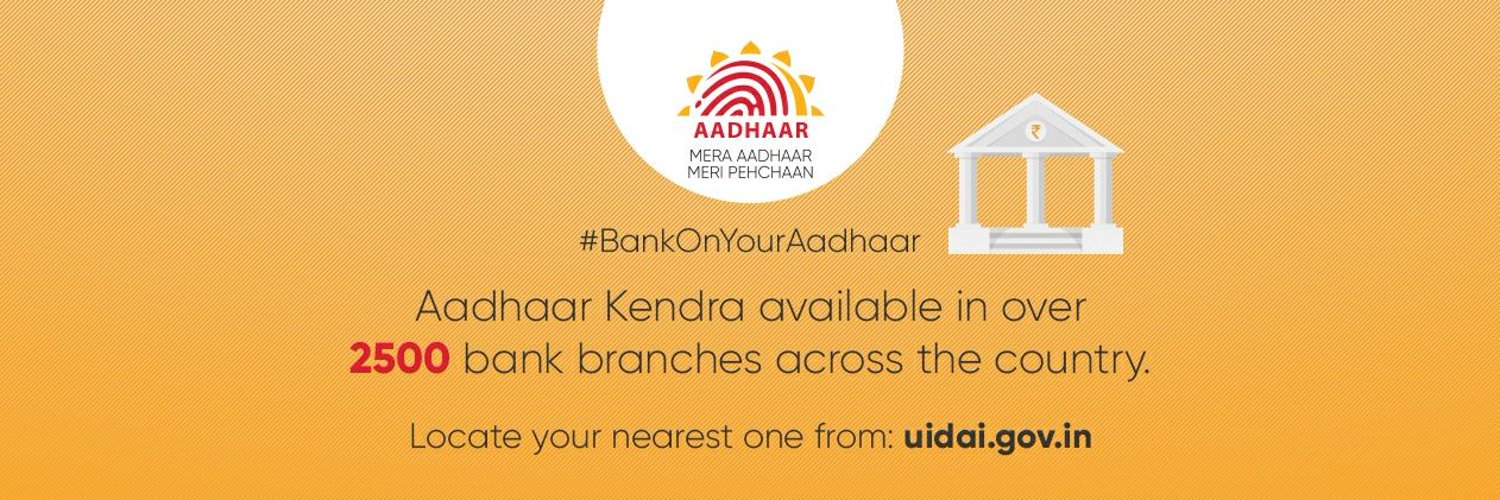 AADHAAR
MERA AADHAAR
MERI PEHCHAAN
₹
#BankOnYourAadhaar
Aadhaar Kendra available in over
2500 bank branches across the country.
Locate your nearest one from: uidai.gov.in